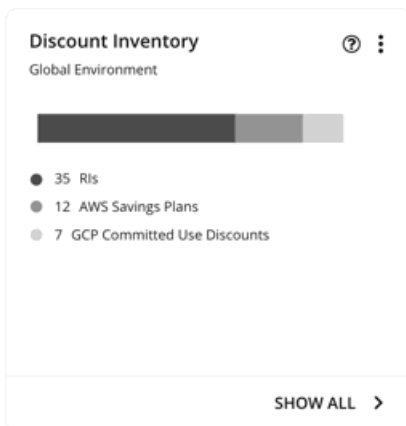 Discount Inventory
Global Environment
35 RIs
12 AWS Savings Plans
7 GCP Committed Use Discounts
SHOW ALL